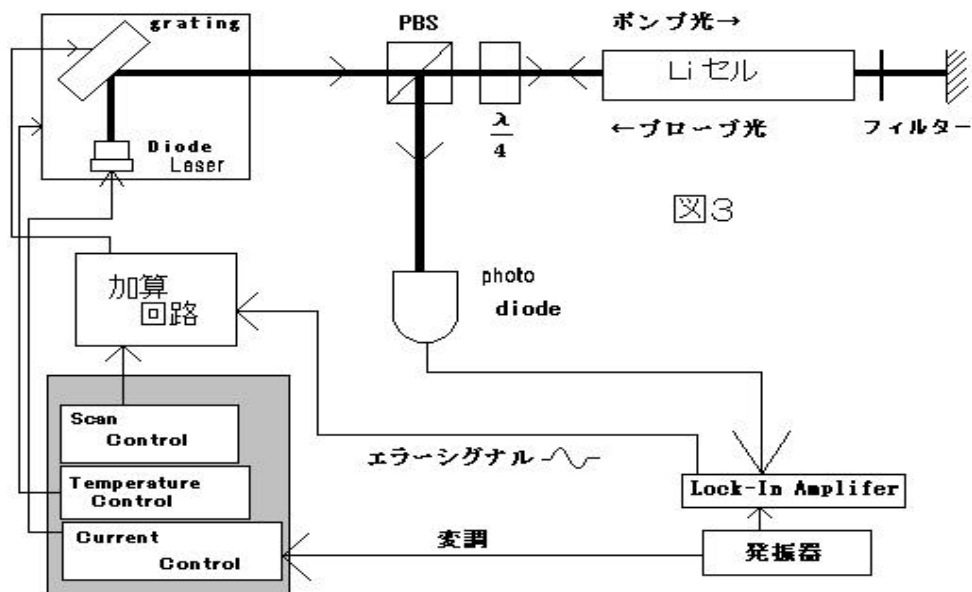 grating
PBS
ポンプ光→
Liセル
λ
4
←プローブ光
フィルター
Diode
Laser
図3
photo
diode
加算
回路
Scan
Control
エラーシグナル
Temperature
Control
Lock-In Amplifer
Current
Control
変調
発振器